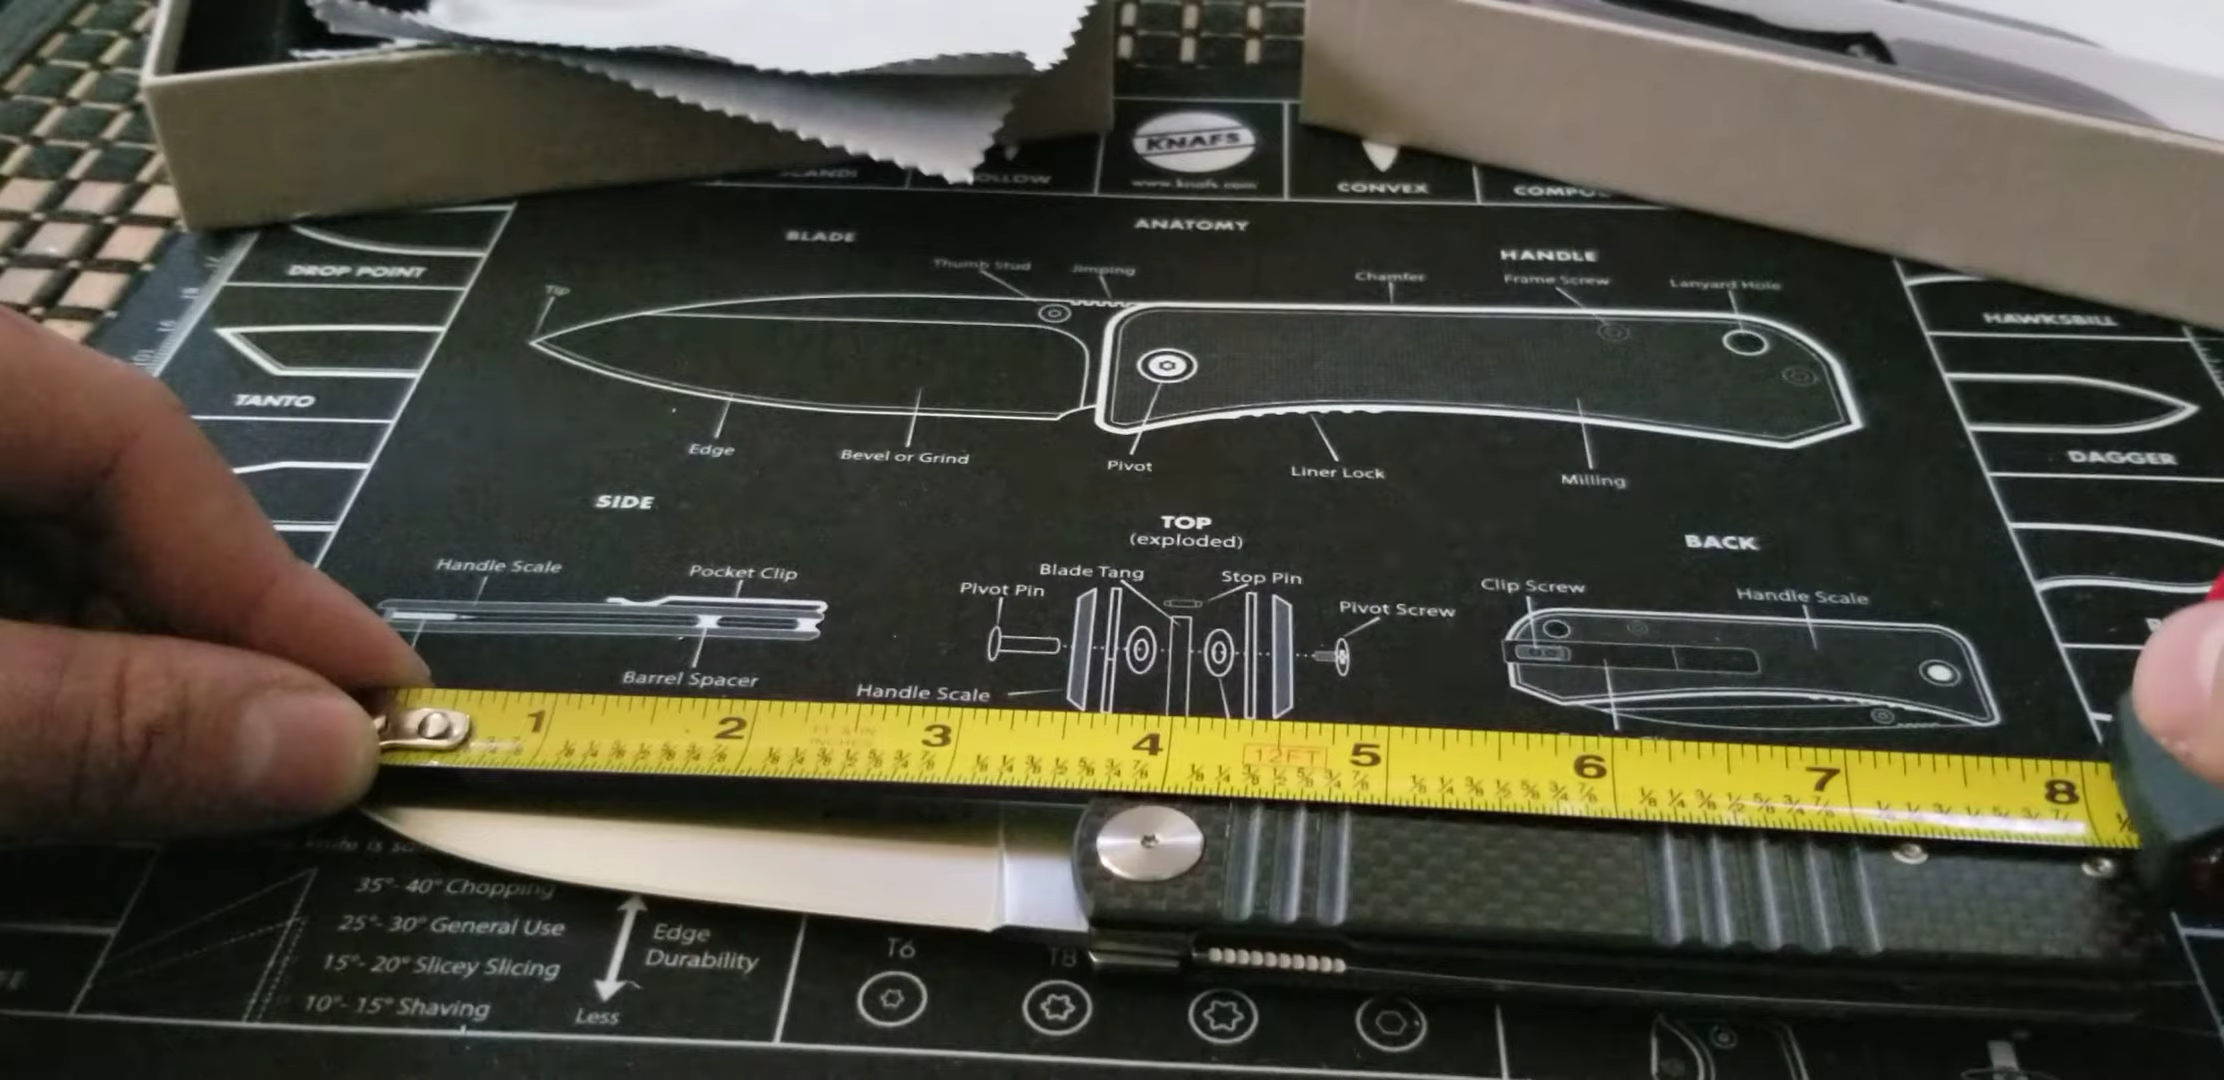 KNAFS
www.knafs.com
CONVEX
ANATOMY
BLADE
HANDLE
Thumb Stud
Jimping
Chamfer
Frame Screw
Lanyard Hole
Tip
DROP POINT
HAWKSBILL
TANTO
Edge
Bevel or Grind
Pivot
Liner Lock
Milling
DAGGER
SIDE
TOP
(exploded)
BACK
Handle Scale
Pocket Clip
Blade Tang
Stop Pin
Pivot Pin
Pivot Screw
Clip Screw
Handle Scale
Barrel Spacer
Handle Scale
1 2 3 4 5 6 7 8
12FT
35°- 40° Chopping
25°- 30° General Use
15°- 20° Slicey Slicing
10°- 15° Shaving
Edge
Durability
Less
T6
T8